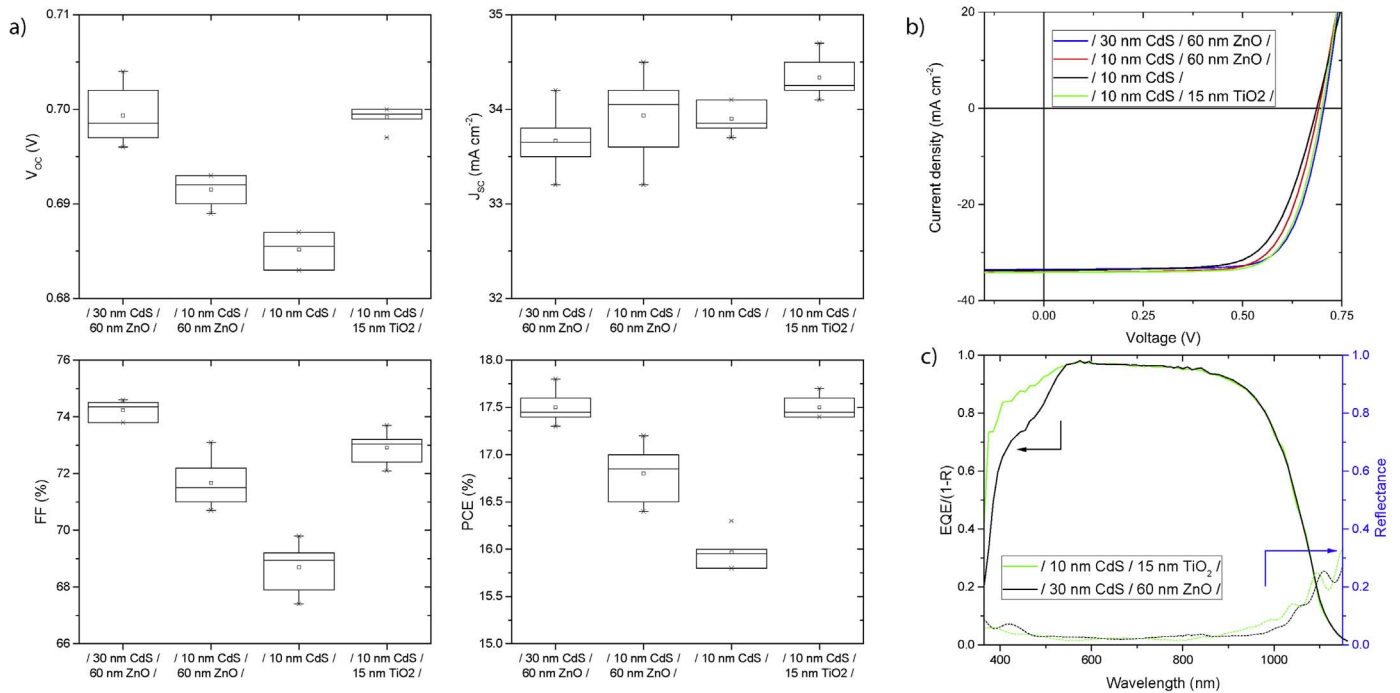 a)
0.71
0.70
0.69
0.68
V_OC (V)
/ 30 nm CdS /
60 nm ZnO /
/ 10 nm CdS /
60 nm ZnO /
/ 10 nm CdS /
/ 10 nm CdS /
15 nm TiO2 /
35
34
33
32
J_SC (mA cm⁻²)
/ 30 nm CdS /
60 nm ZnO /
/ 10 nm CdS /
60 nm ZnO /
/ 10 nm CdS /
/ 10 nm CdS /
15 nm TiO2 /
76
74
72
70
68
66
FF (%)
/ 30 nm CdS /
60 nm ZnO /
/ 10 nm CdS /
60 nm ZnO /
/ 10 nm CdS /
/ 10 nm CdS /
15 nm TiO2 /
18.0
17.5
17.0
16.5
16.0
15.5
15.0
PCE (%)
/ 30 nm CdS /
60 nm ZnO /
/ 10 nm CdS /
60 nm ZnO /
/ 10 nm CdS /
/ 10 nm CdS /
15 nm TiO2 /
b)
20
0
-20
-40
Current density (mA cm⁻²)
/ 30 nm CdS / 60 nm ZnO /
/ 10 nm CdS / 60 nm ZnO /
/ 10 nm CdS /
/ 10 nm CdS / 15 nm TiO2 /
0.00
0.25
0.50
0.75
Voltage (V)
c)
1.0
0.8
0.6
0.4
0.2
0.0
EQE/(1-R)
/ 10 nm CdS / 15 nm TiO₂ /
/ 30 nm CdS / 60 nm ZnO /
400
600
800
1000
Wavelength (nm)
1.0
0.8
0.6
0.4
0.2
0.0
Reflectance